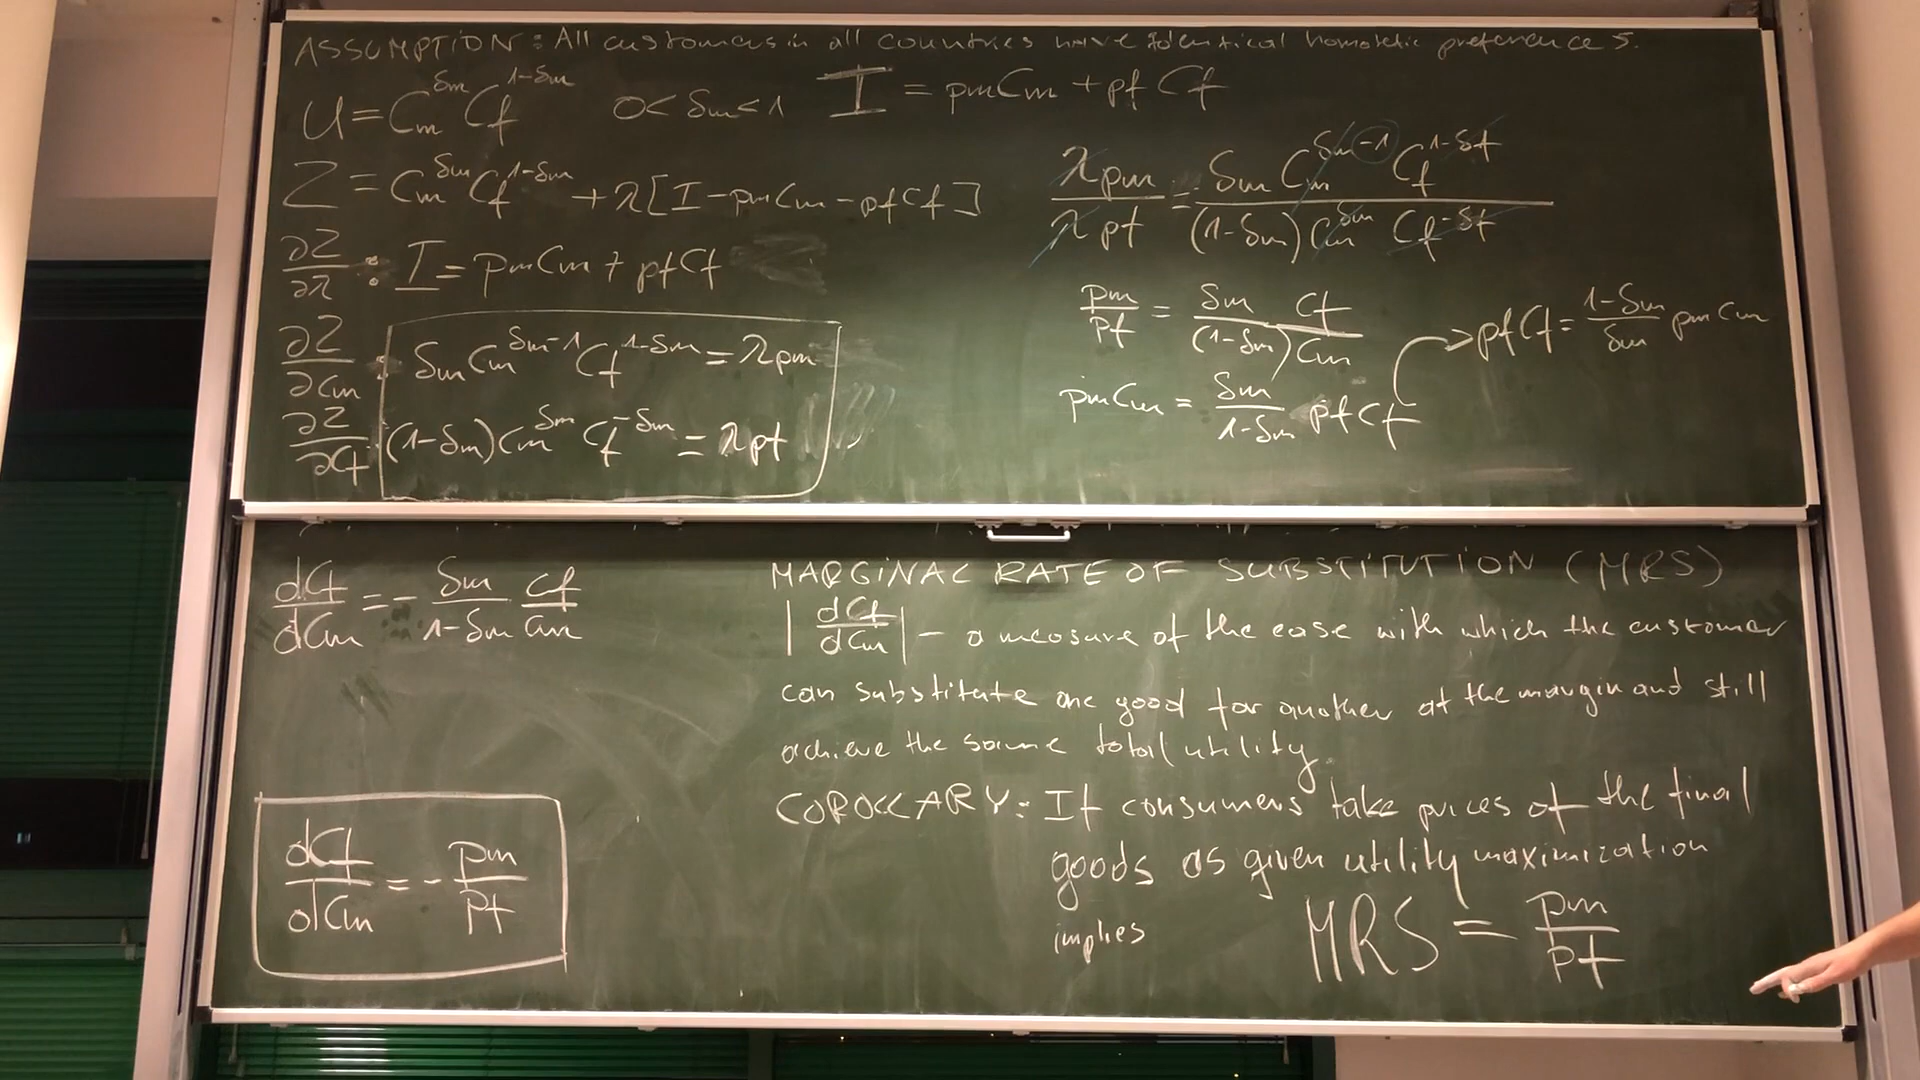 ASSUMPTION: All customers in all countries have identical homotetic preferences.
U = Cm^δm Cf^1-δm   0<δm<1   I = pmCm + pfCf
Z = Cm^δm Cf^1-δm + λ[I-pmCm-pfCf]
∂Z/∂λ : I = pmCm + pfCf
∂Z/∂Cm : δmCm^δm-1 Cf^1-δm = λpm
∂Z/∂Cf (1-δm)Cm^δm Cf^-δm = λpf
λpm/λpf = δm Cm^δm-1 Cf^1-δf / (1-δm)Cm^δm Cf^-δf
pm/pf = δm/(1-δm) Cf/Cm
→ pfCf = 1-δm/δm pmCm
pmCm = δm/1-δm pfCf
dCf/dCm = - δm/1-δm Cf/Cm
dCf/dCm = - pm/pf
MARGINAL RATE OF SUBSTITUTION (MRS)
|dCf/dCm| - a measure of the ease with which the customer
can substitute one good for another at the margin and still
achieve the same total utility.
COROLLARY: If consumers take prices of the final
goods as given utility maximization
implies MRS = pm/pf